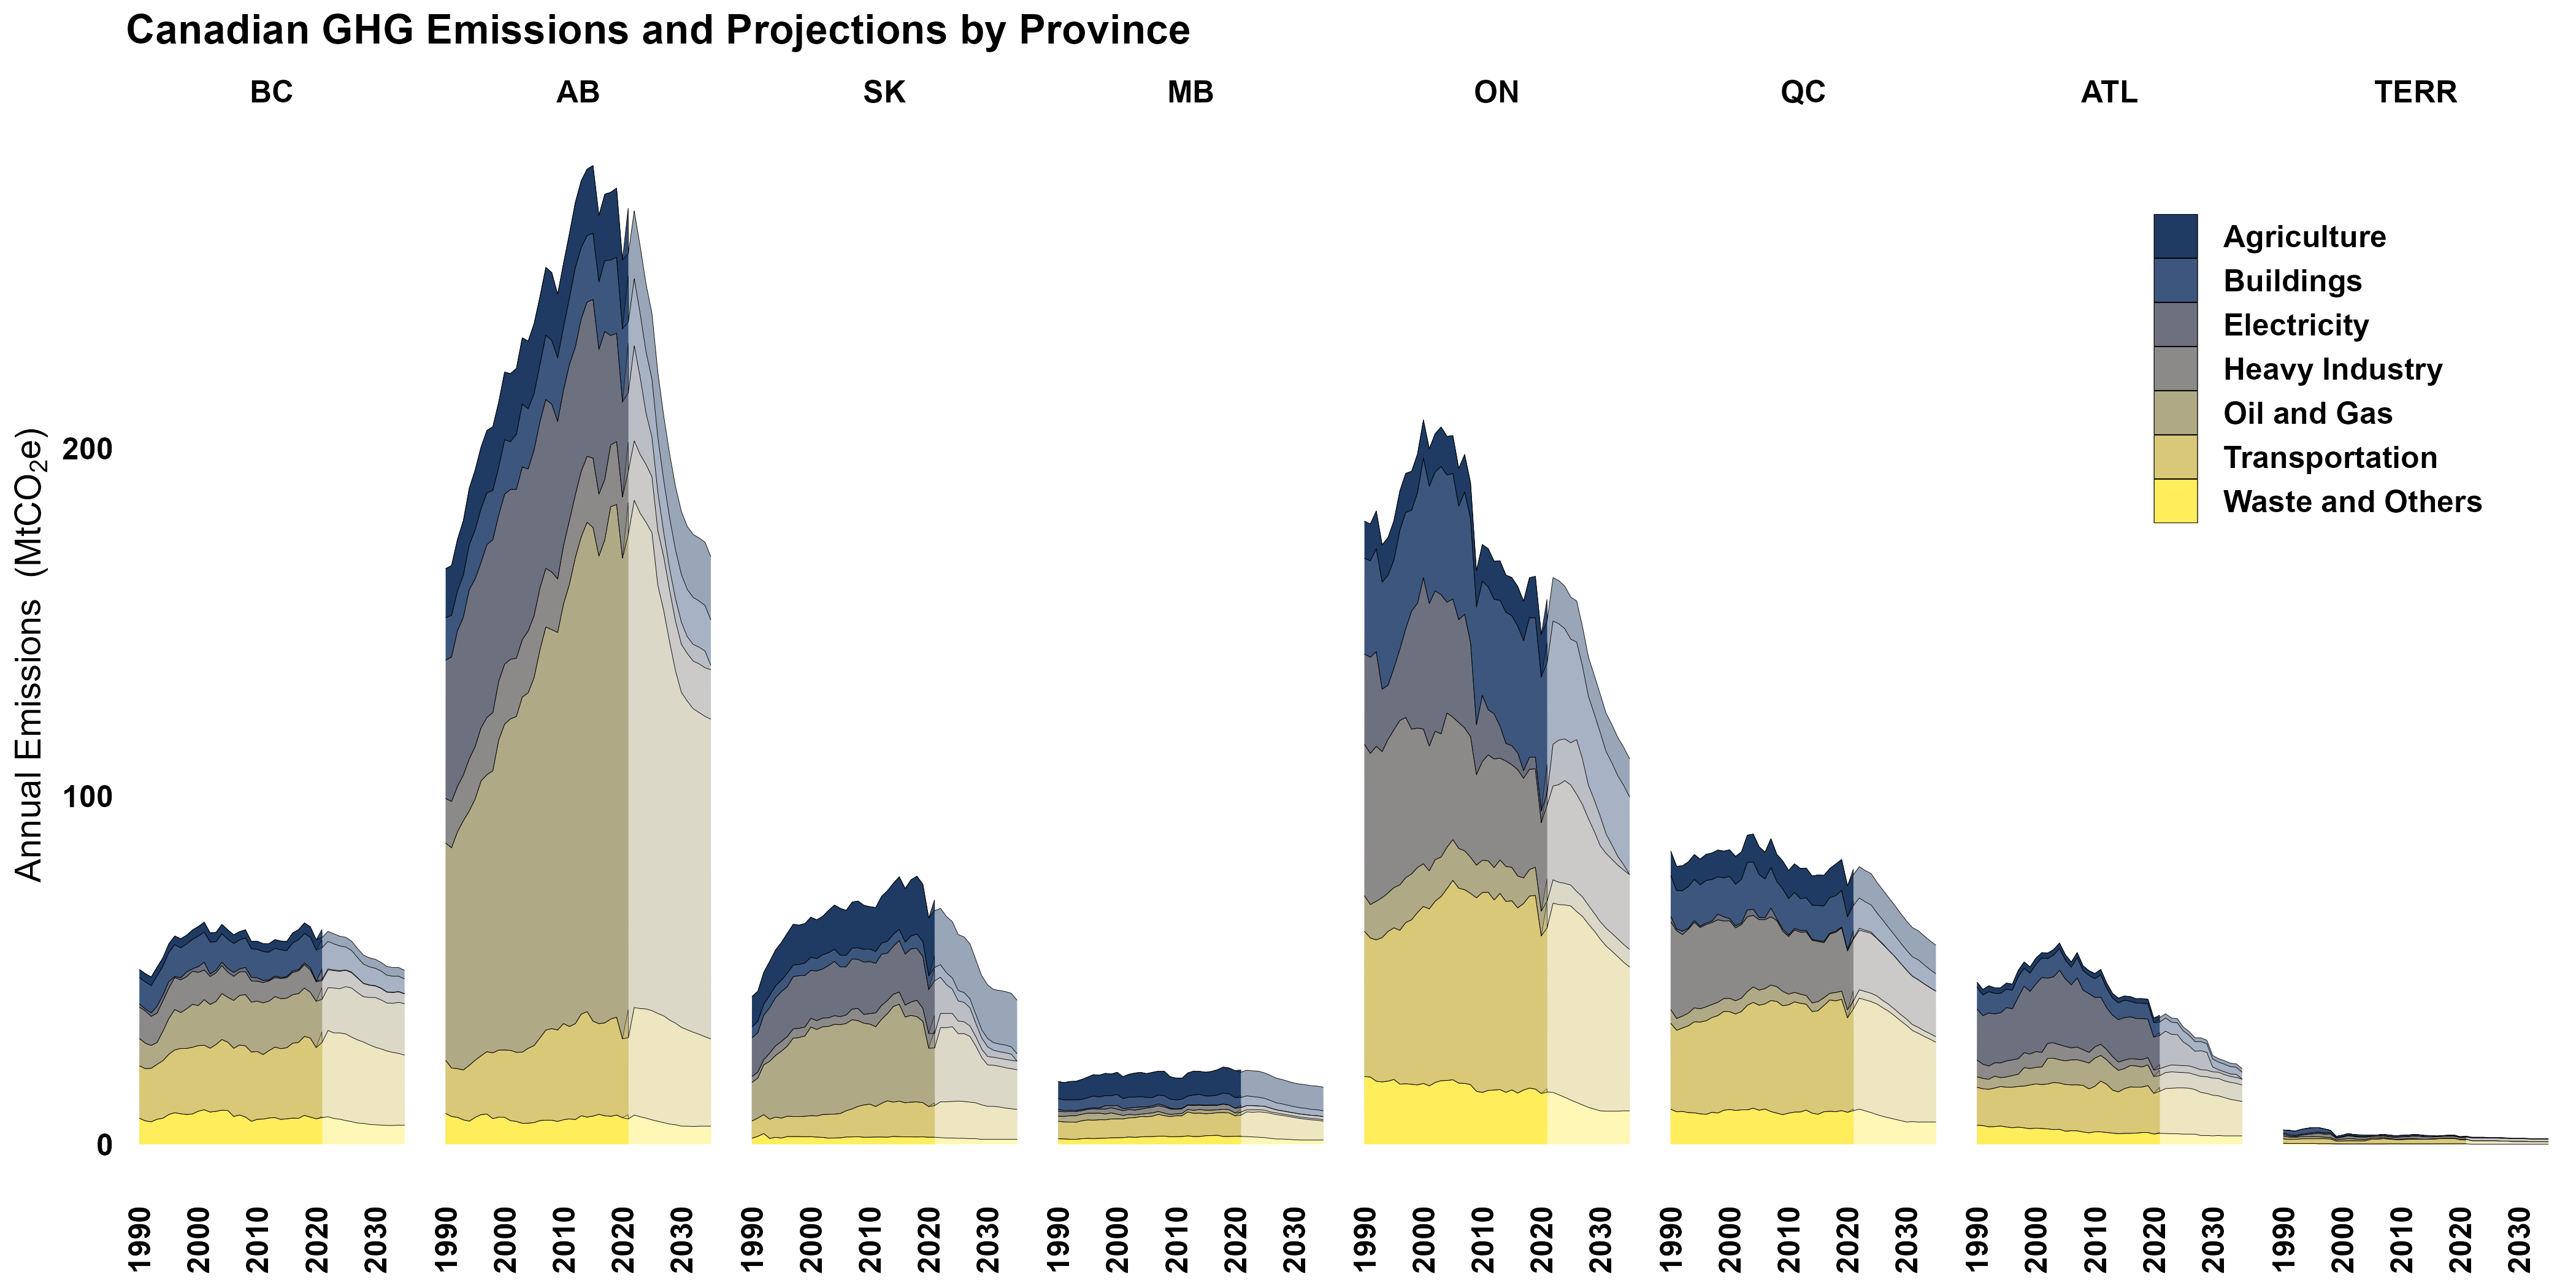 Canadian GHG Emissions and Projections by Province
BC AB SK MB ON QC ATL TERR
Annual Emissions (MtCO₂e)
200
100
0
Agriculture
Buildings
Electricity
Heavy Industry
Oil and Gas
Transportation
Waste and Others
1990 2000 2010 2020 2030 1990 2000 2010 2020 2030 1990 2000 2010 2020 2030 1990 2000 2010 2020 2030 1990 2000 2010 2020 2030 1990 2000 2010 2020 2030 1990 2000 2010 2020 2030 1990 2000 2010 2020 2030